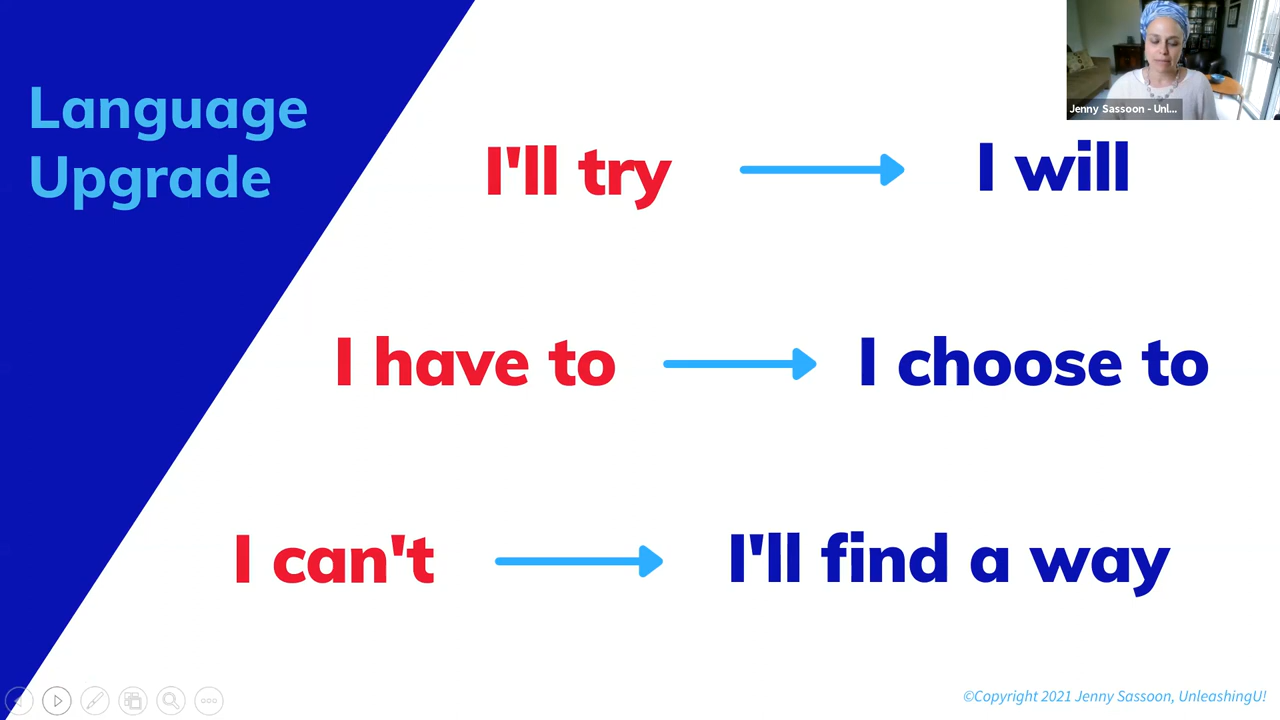 Language
Upgrade
I'll try
I will
I have to
I choose to
I can't
I'll find a way
Jenny Sassoon - Unl...
©Copyright 2021 Jenny Sassoon, UnleashingU!